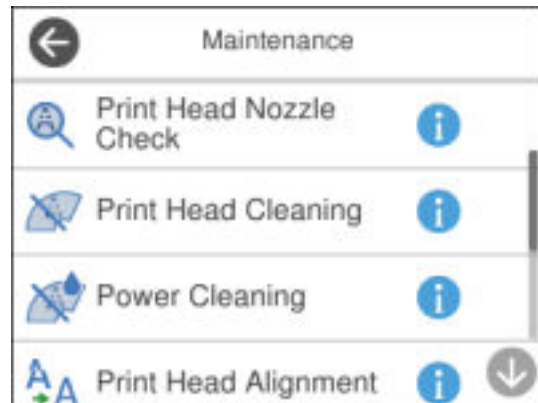 Maintenance
Print Head Nozzle
Check
Print Head Cleaning
Power Cleaning
Print Head Alignment